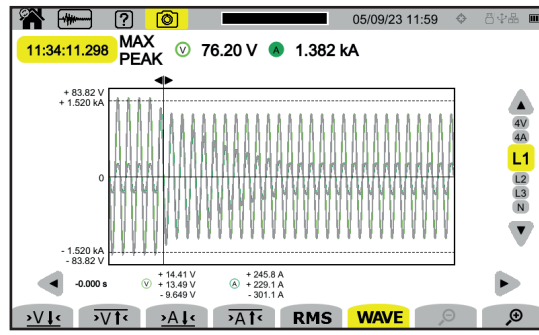 ?
05/09/23 11:59
11:34:11.298
MAX
PEAK
V 76.20 V A 1.382 kA
+ 83.82 V
+ 1.520 kA
0
- 1.520 kA
- 83.82 V
4V
4A
L1
L2
L3
N
-0.000 s
V
+ 14.41 V
+ 13.49 V
- 9.649 V
A
+ 245.8 A
+ 229.1 A
- 301.1 A
>V↓<
>V↑<
>A↓<
>A↑<
RMS
WAVE